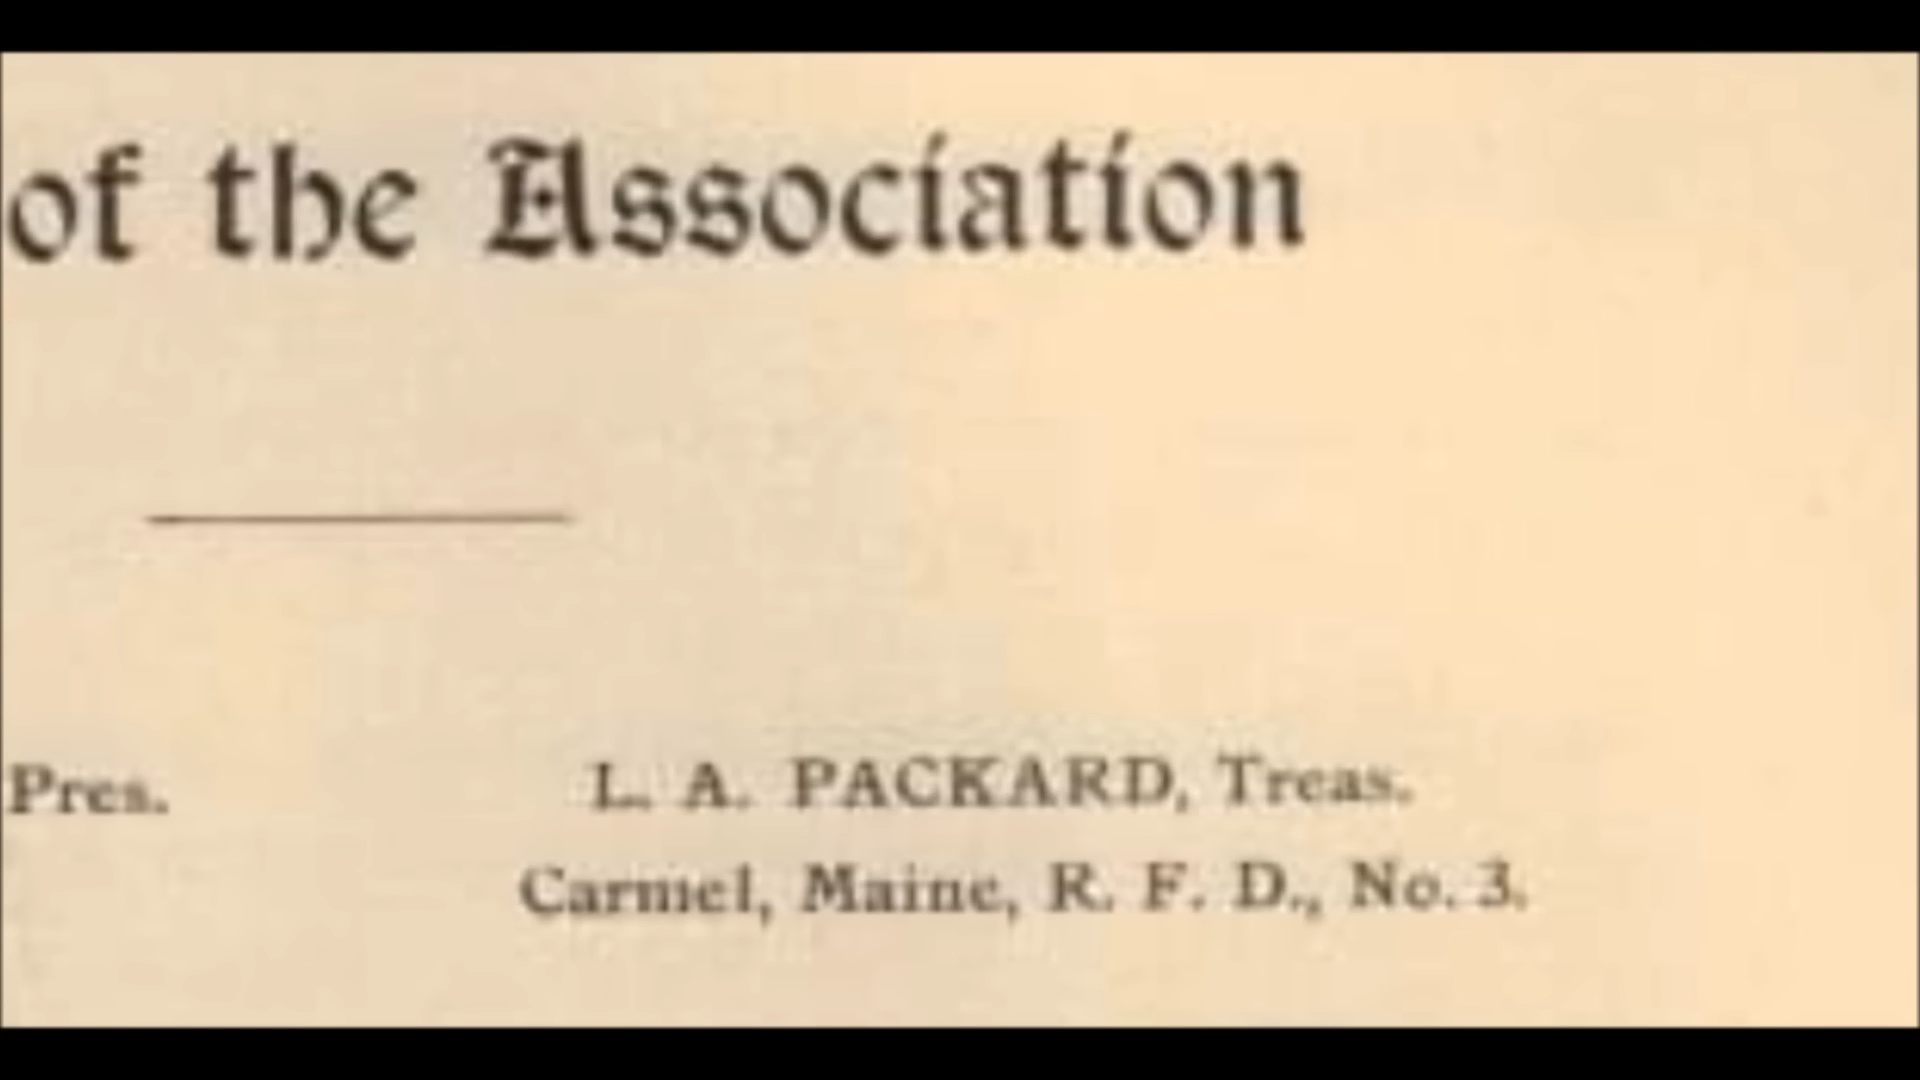 of the Association
Pres.
L. A. PACKARD, Treas.
Carmel, Maine, R. F. D., No. 3.